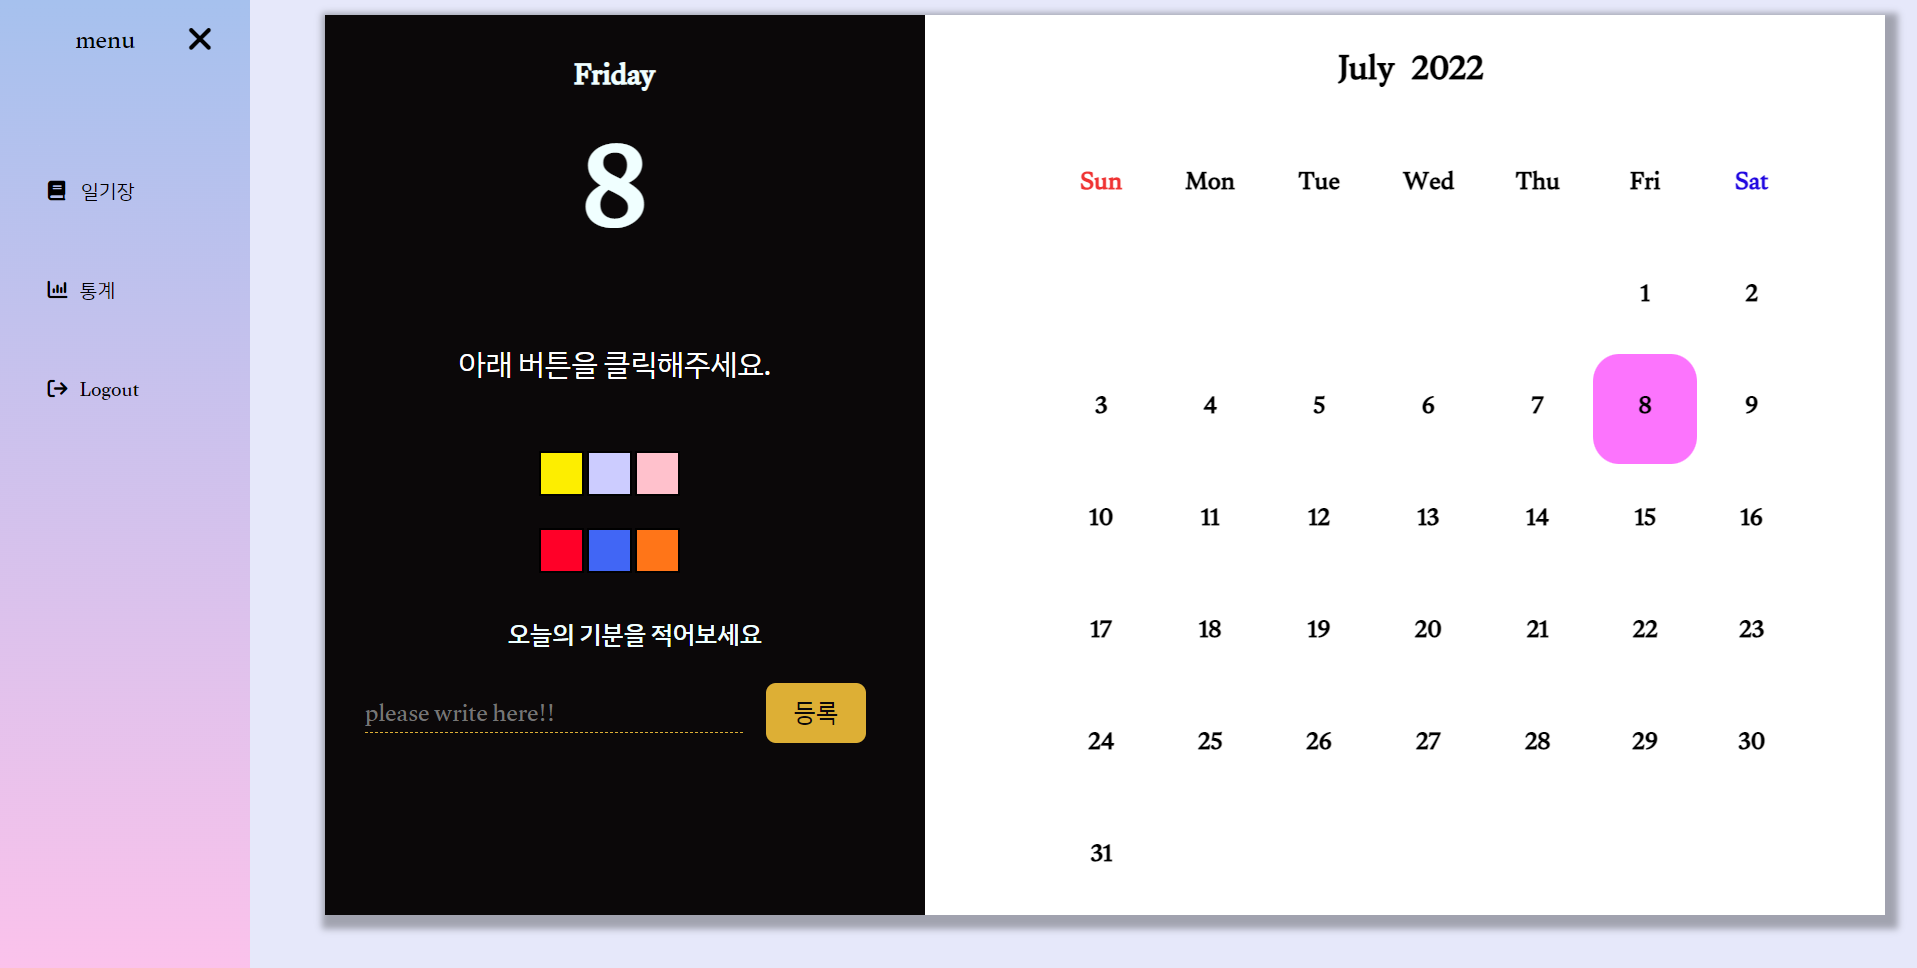 menu
일기장
통계
Logout
Friday
8
아래 버튼을 클릭해주세요.
오늘의 기분을 적어보세요
please write here!!
등록
July 2022
Sun Mon Tue Wed Thu Fri Sat
1 2
3 4 5 6 7 8 9
10 11 12 13 14 15 16
17 18 19 20 21 22 23
24 25 26 27 28 29 30
31